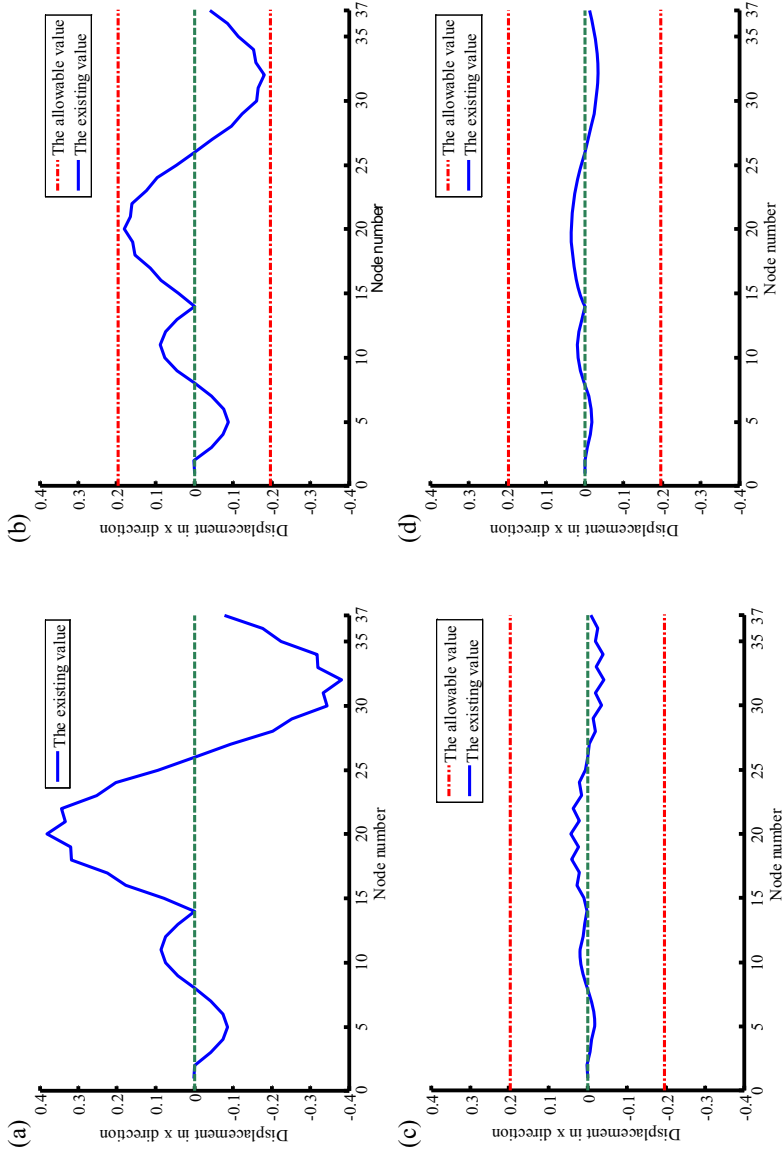 (a)
The existing value
0.4
0.3
0.2
0.1
0
-0.1
-0.2
-0.3
-0.4
Displacement in x direction
0 5 10 15 20 25 30 35 37
Node number
(b)
The allowable value
The existing value
0.4
0.3
0.2
0.1
0
-0.1
-0.2
-0.3
-0.4
Displacement in x direction
0 5 10 15 20 25 30 35 37
Node number
(c)
The allowable value
The existing value
0.4
0.3
0.2
0.1
0
-0.1
-0.2
-0.3
-0.4
Displacement in x direction
0 5 10 15 20 25 30 35 37
Node number
(d)
The allowable value
The existing value
0.4
0.3
0.2
0.1
0
-0.1
-0.2
-0.3
-0.4
Displacement in x direction
0 5 10 15 20 25 30 35 37
Node number